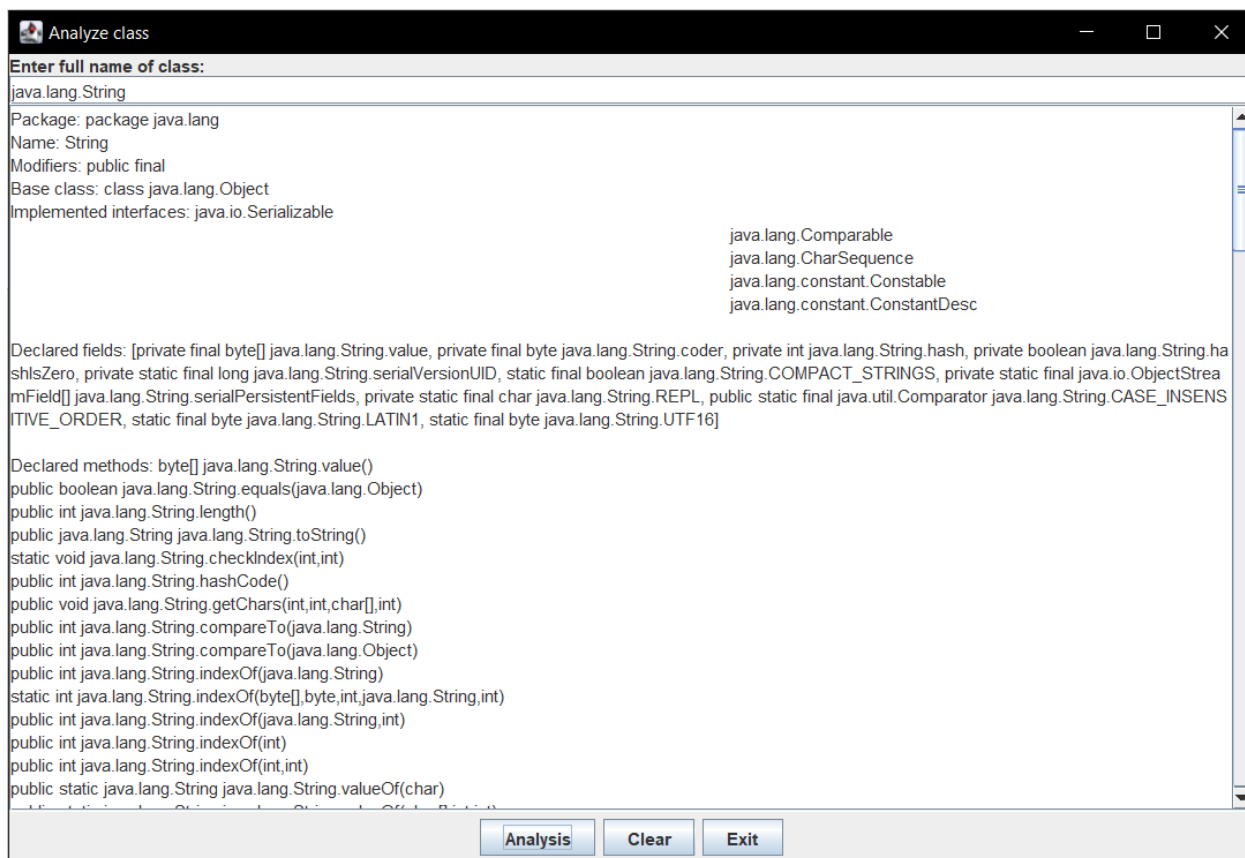 Analyze class
Enter full name of class:
java.lang.String
Package: package java.lang
Name: String
Modifiers: public final
Base class: class java.lang.Object
Implemented interfaces: java.io.Serializable
java.lang.Comparable
java.lang.CharSequence
java.lang.constant.Constable
java.lang.constant.ConstantDesc
Declared fields: [private final byte[] java.lang.String.value, private final byte java.lang.String.coder, private int java.lang.String.hash, private boolean java.lang.String.ha
shIsZero, private static final long java.lang.String.serialVersionUID, static final boolean java.lang.String.COMPACT_STRINGS, private static final java.io.ObjectStrea
mField[] java.lang.String.serialPersistentFields, private static final char java.lang.String.REPL, public static final java.util.Comparator java.lang.String.CASE_INSENS
ITIVE_ORDER, static final byte java.lang.String.LATIN1, static final byte java.lang.String.UTF16]
Declared methods: byte[] java.lang.String.value()
public boolean java.lang.String.equals(java.lang.Object)
public int java.lang.String.length()
public java.lang.String java.lang.String.toString()
static void java.lang.String.checkIndex(int,int)
public int java.lang.String.hashCode()
public void java.lang.String.getChars(int,int,char[],int)
public int java.lang.String.compareTo(java.lang.String)
public int java.lang.String.compareTo(java.lang.Object)
public int java.lang.String.indexOf(java.lang.String)
static int java.lang.String.indexOf(byte[],byte,int,java.lang.String,int)
public int java.lang.String.indexOf(java.lang.String,int)
public int java.lang.String.indexOf(int)
public int java.lang.String.indexOf(int,int)
public static java.lang.String java.lang.String.valueOf(char)
Analysis Clear Exit